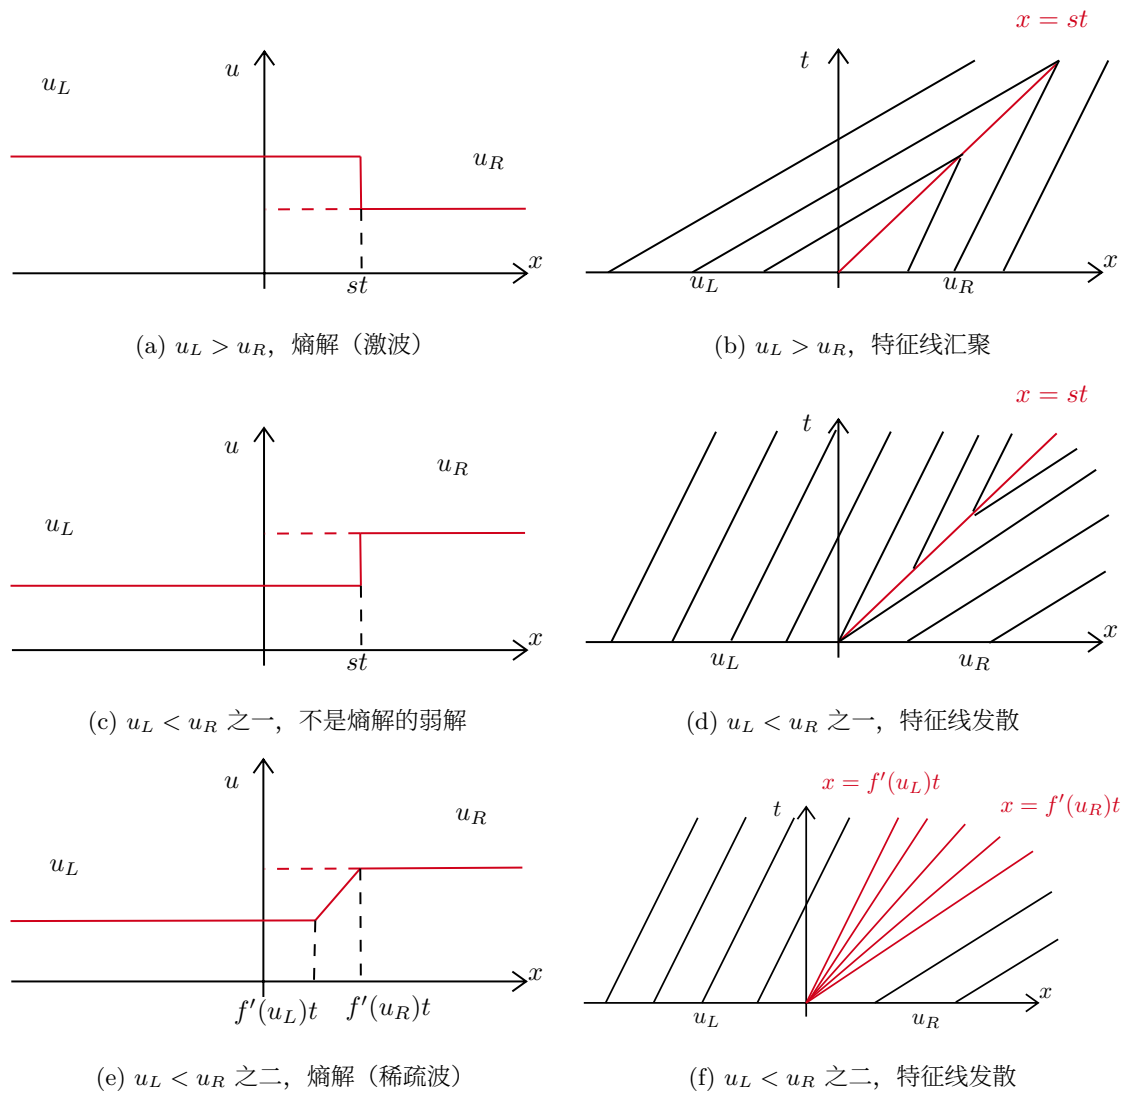 x = st
u
u_L
u_R
x
st
t
x
u_L
u_R
(a) u_L > u_R，熵解（激波）
(b) u_L > u_R，特征线汇聚
x = st
u
u_R
u_L
x
st
t
x
u_L
u_R
(c) u_L < u_R 之一，不是熵解的弱解
(d) u_L < u_R 之一，特征线发散
u
u_R
u_L
x
f′(u_L)t
f′(u_R)t
x = f′(u_L)t
x = f′(u_R)t
t
x
u_L
u_R
(e) u_L < u_R 之二，熵解（稀疏波）
(f) u_L < u_R 之二，特征线发散